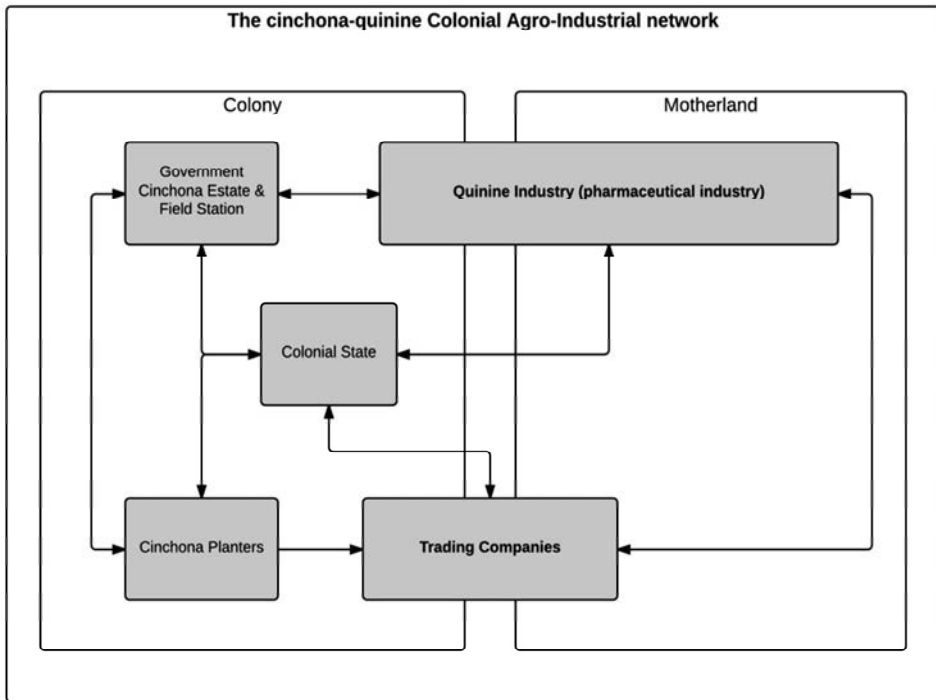 The cinchona-quinine Colonial Agro-Industrial network
Colony
Motherland
Government
Cinchona Estate &
Field Station
Quinine Industry (pharmaceutical industry)
Colonial State
Cinchona Planters
Trading Companies